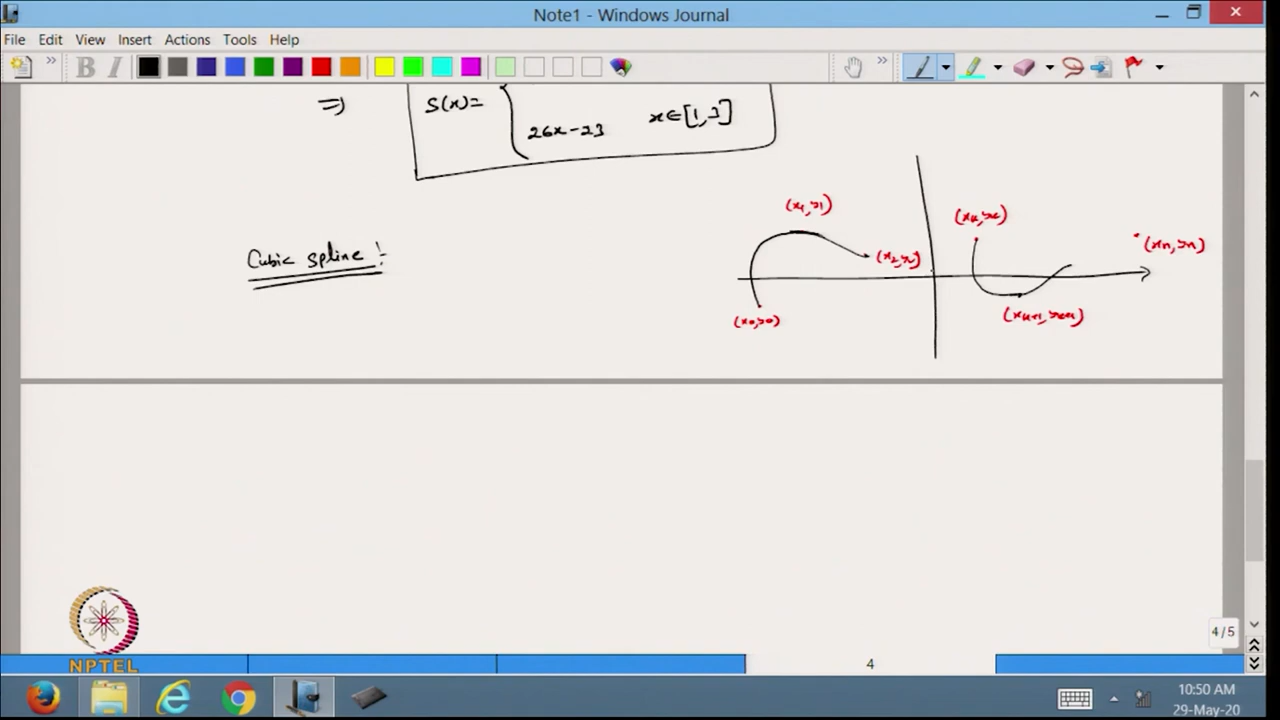 Note1 - Windows Journal
File Edit View Insert Actions Tools Help
⇒ S(x)=
26x-23 x∈[1,3]
Cubic spline :-
(x1,y1)
(x2,y2)
(x0,y0)
(xk,yk)
(xn,yn)
(xk+1,yk+1)
4/5
NPTEL
4
10:50 AM
29-May-20